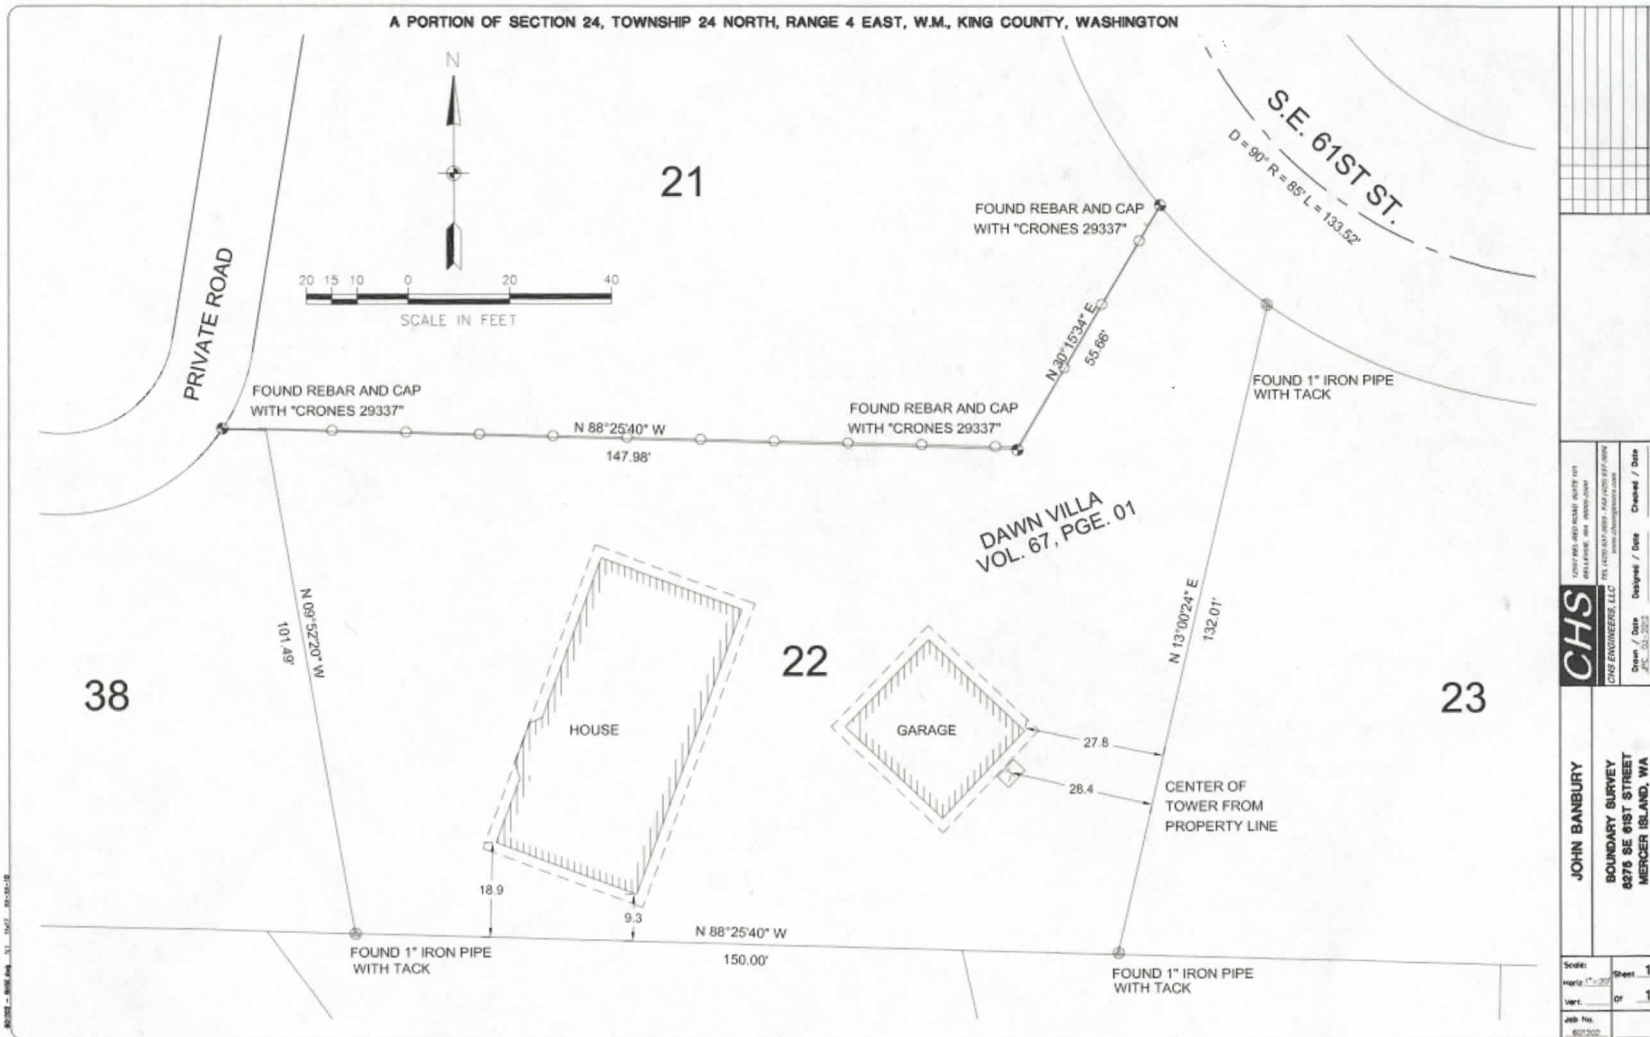 A PORTION OF SECTION 24, TOWNSHIP 24 NORTH, RANGE 4 EAST, W.M., KING COUNTY, WASHINGTON
N
S.E. 61ST ST.
D = 90° R = 85' L = 133.52'
21
FOUND REBAR AND CAP
WITH "CRONES 29337"
PRIVATE ROAD
20 15 10 0 20 40
SCALE IN FEET
N 30°15'34" E
55.66'
FOUND REBAR AND CAP
WITH "CRONES 29337"
FOUND 1" IRON PIPE
WITH TACK
FOUND REBAR AND CAP
WITH "CRONES 29337"
N 88°25'40" W
147.98'
DAWN VILLA
VOL. 67, PGE. 01
N 09°52'20" W
101.49'
N 13°00'24" E
132.01'
22
38
23
HOUSE
GARAGE
27.8
28.4
CENTER OF
TOWER FROM
PROPERTY LINE
18.9
9.3
N 88°25'40" W
150.00'
FOUND 1" IRON PIPE
WITH TACK
FOUND 1" IRON PIPE
WITH TACK
CHS
CHS ENGINEERS, LLC
Drawn / Date
Designed / Date
Checked / Date
JOHN BANBURY
BOUNDARY SURVEY
8275 SE 61ST STREET
MERCER ISLAND, WA
Scale:
Horiz. 1"=20'
Vert.
Sheet 1
Of 1
Job No.
601202